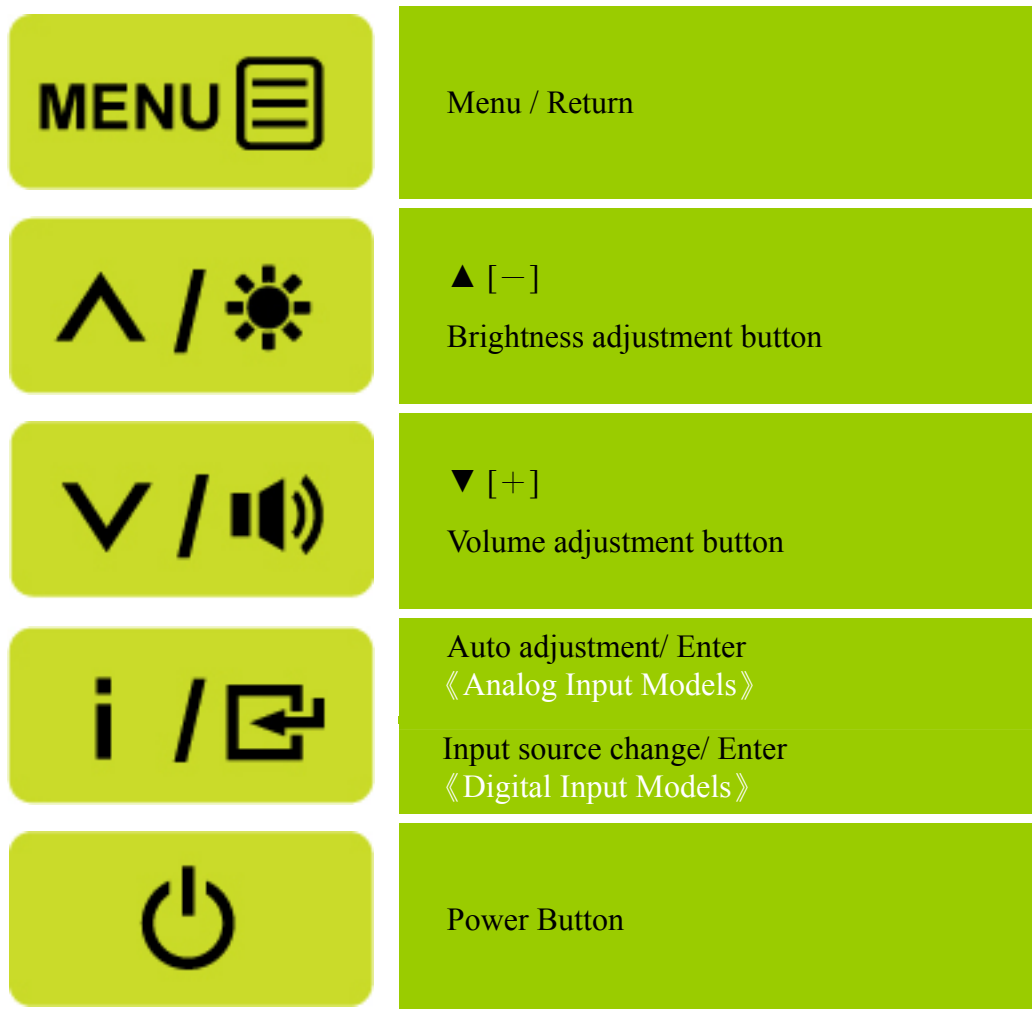 MENU
Menu / Return
/
▲ [－]
Brightness adjustment button
/
▼ [＋]
Volume adjustment button
i /
Auto adjustment/ Enter
《Analog Input Models》
Input source change/ Enter
《Digital Input Models》
Power Button